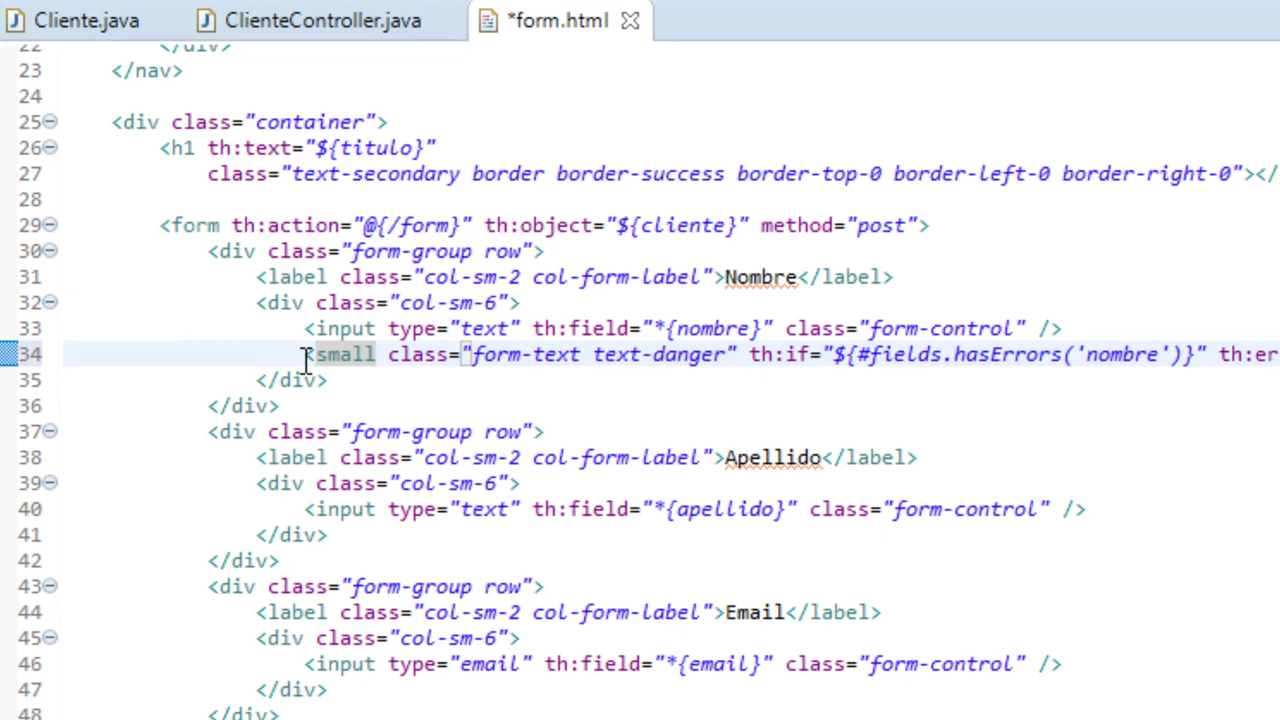 Cliente.java ClienteController.java *form.html
22 </div>
23 </nav>
24
25 <div class="container">
26 <h1 th:text="${titulo}"
27 class="text-secondary border border-success border-top-0 border-left-0 border-right-0"></
28
29 <form th:action="@{/form}" th:object="${cliente}" method="post">
30 <div class="form-group row">
31 <label class="col-sm-2 col-form-label">Nombre</label>
32 <div class="col-sm-6">
33 <input type="text" th:field="*{nombre}" class="form-control" />
34 <small class="form-text text-danger" th:if="${#fields.hasErrors('nombre')}" th:er
35 </div>
36 </div>
37 <div class="form-group row">
38 <label class="col-sm-2 col-form-label">Apellido</label>
39 <div class="col-sm-6">
40 <input type="text" th:field="*{apellido}" class="form-control" />
41 </div>
42 </div>
43 <div class="form-group row">
44 <label class="col-sm-2 col-form-label">Email</label>
45 <div class="col-sm-6">
46 <input type="email" th:field="*{email}" class="form-control" />
47 </div>
48 </div>